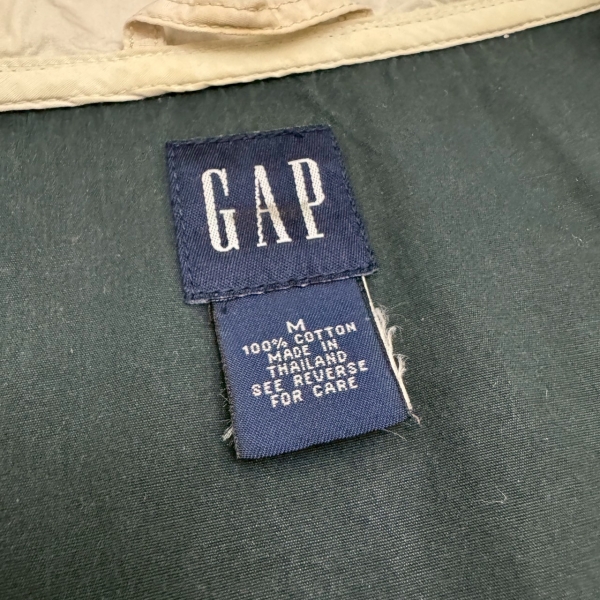 GAP
M
100% COTTON
MADE IN
THAILAND
SEE REVERSE
FOR CARE